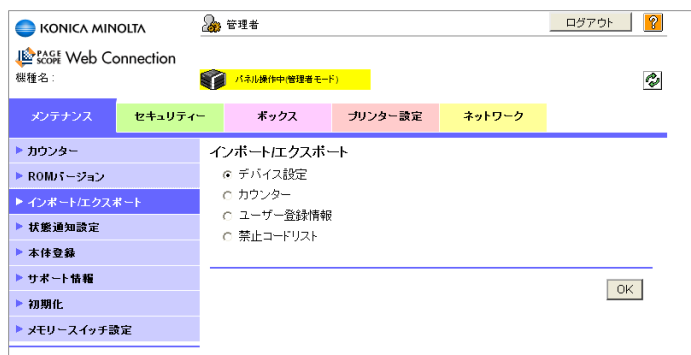 KONICA MINOLTA
管理者
ログアウト
?
PAGE SCOPE Web Connection
機種名:
パネル操作中(管理者モード)
メンテナンス
セキュリティー
ボックス
プリンター設定
ネットワーク
カウンター
ROMバージョン
インポート/エクスポート
状態通知設定
本体登録
サポート情報
初期化
メモリースイッチ設定
インポート/エクスポート
デバイス設定
カウンター
ユーザー登録情報
禁止コードリスト
OK